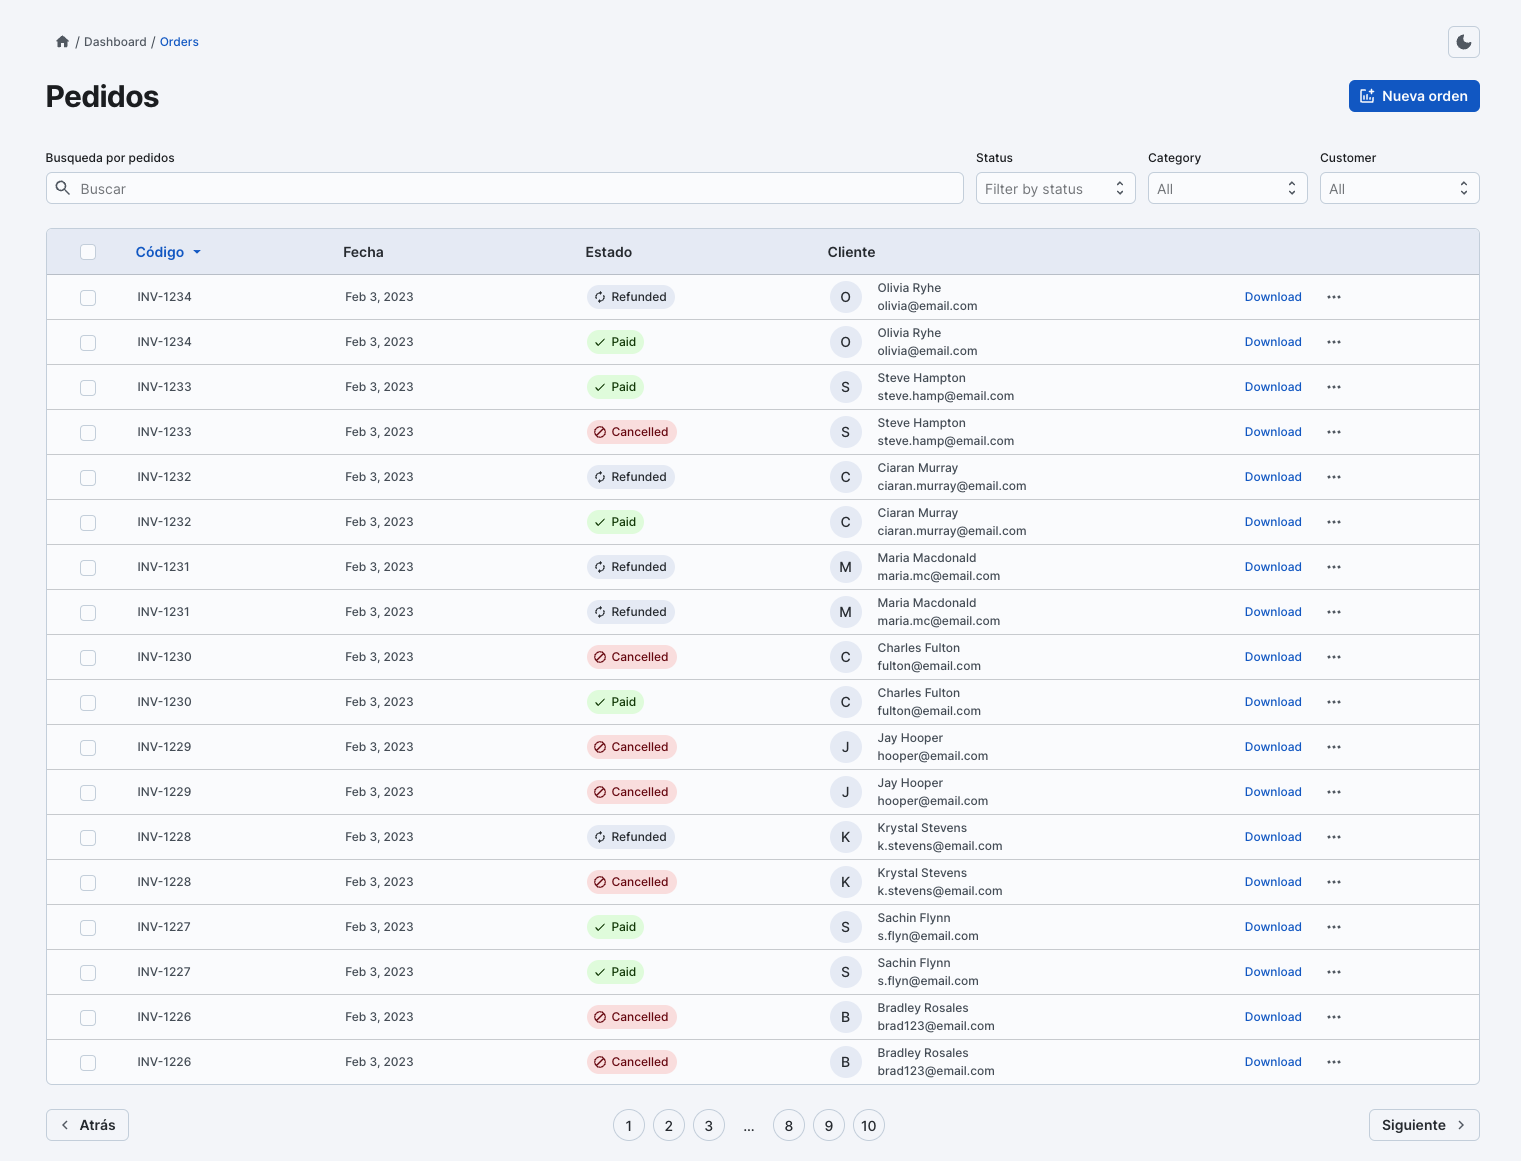 / Dashboard / Orders
Pedidos
Nueva orden
Busqueda por pedidos
Status
Category
Customer
Buscar
Filter by status
All
All
Código
Fecha
Estado
Cliente
INV-1234 Feb 3, 2023 Refunded O Olivia Ryhe Download
olivia@email.com
INV-1234 Feb 3, 2023 Paid O Olivia Ryhe Download
olivia@email.com
INV-1233 Feb 3, 2023 Paid S Steve Hampton Download
steve.hamp@email.com
INV-1233 Feb 3, 2023 Cancelled S Steve Hampton Download
steve.hamp@email.com
INV-1232 Feb 3, 2023 Refunded C Ciaran Murray Download
ciaran.murray@email.com
INV-1232 Feb 3, 2023 Paid C Ciaran Murray Download
ciaran.murray@email.com
INV-1231 Feb 3, 2023 Refunded M Maria Macdonald Download
maria.mc@email.com
INV-1231 Feb 3, 2023 Refunded M Maria Macdonald Download
maria.mc@email.com
INV-1230 Feb 3, 2023 Cancelled C Charles Fulton Download
fulton@email.com
INV-1230 Feb 3, 2023 Paid C Charles Fulton Download
fulton@email.com
INV-1229 Feb 3, 2023 Cancelled J Jay Hooper Download
hooper@email.com
INV-1229 Feb 3, 2023 Cancelled J Jay Hooper Download
hooper@email.com
INV-1228 Feb 3, 2023 Refunded K Krystal Stevens Download
k.stevens@email.com
INV-1228 Feb 3, 2023 Cancelled K Krystal Stevens Download
k.stevens@email.com
INV-1227 Feb 3, 2023 Paid S Sachin Flynn Download
s.flyn@email.com
INV-1227 Feb 3, 2023 Paid S Sachin Flynn Download
s.flyn@email.com
INV-1226 Feb 3, 2023 Cancelled B Bradley Rosales Download
brad123@email.com
INV-1226 Feb 3, 2023 Cancelled B Bradley Rosales Download
brad123@email.com
Atrás 1 2 3 ... 8 9 10 Siguiente